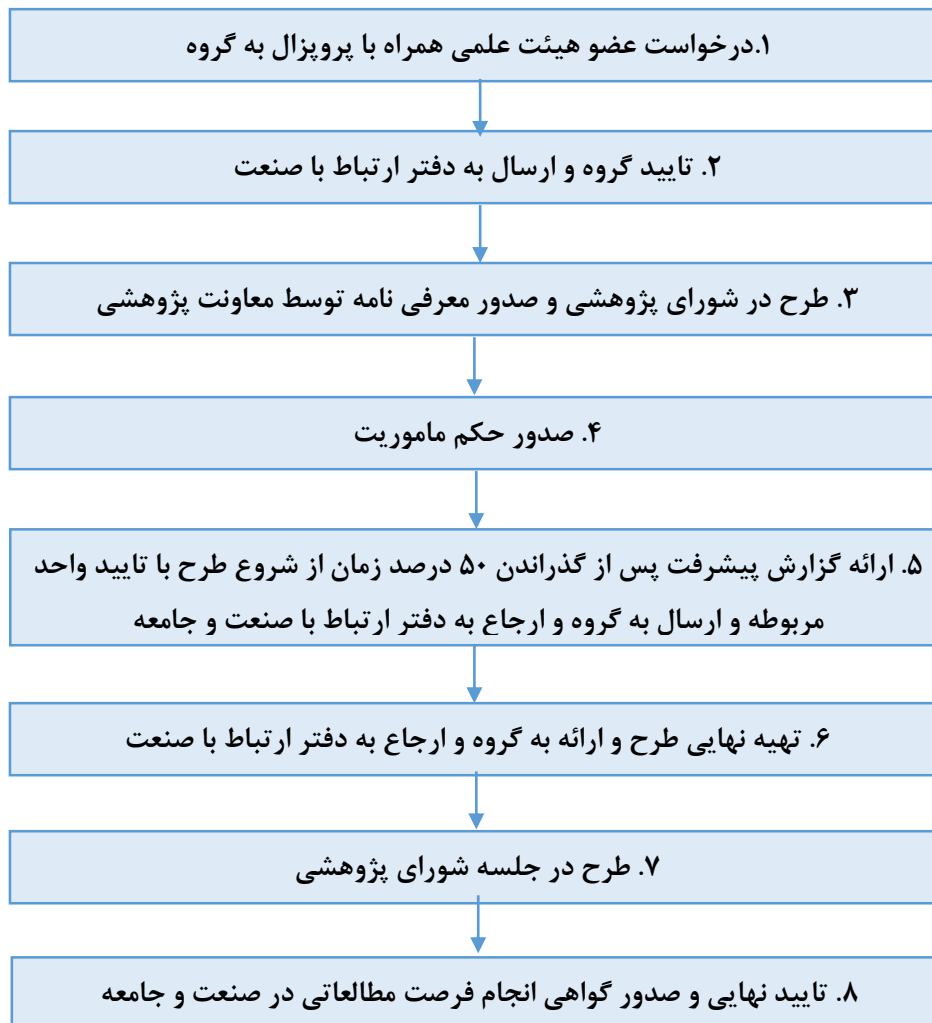 ۱.درخواست عضو هیئت علمی همراه با پروپزال به گروه
۲. تایید گروه و ارسال به دفتر ارتباط با صنعت
۳. طرح در شورای پژوهشی و صدور معرفی نامه توسط معاونت پژوهشی
۴. صدور حکم ماموریت
۵. ارائه گزارش پیشرفت پس از گذراندن ۵۰ درصد زمان از شروع طرح با تایید واحد
مربوطه و ارسال به گروه و ارجاع به دفتر ارتباط با صنعت و جامعه
۶. تهیه نهایی طرح و ارائه به گروه و ارجاع به دفتر ارتباط با صنعت
۷. طرح در جلسه شورای پژوهشی
۸. تایید نهایی و صدور گواهی انجام فرصت مطالعاتی در صنعت و جامعه